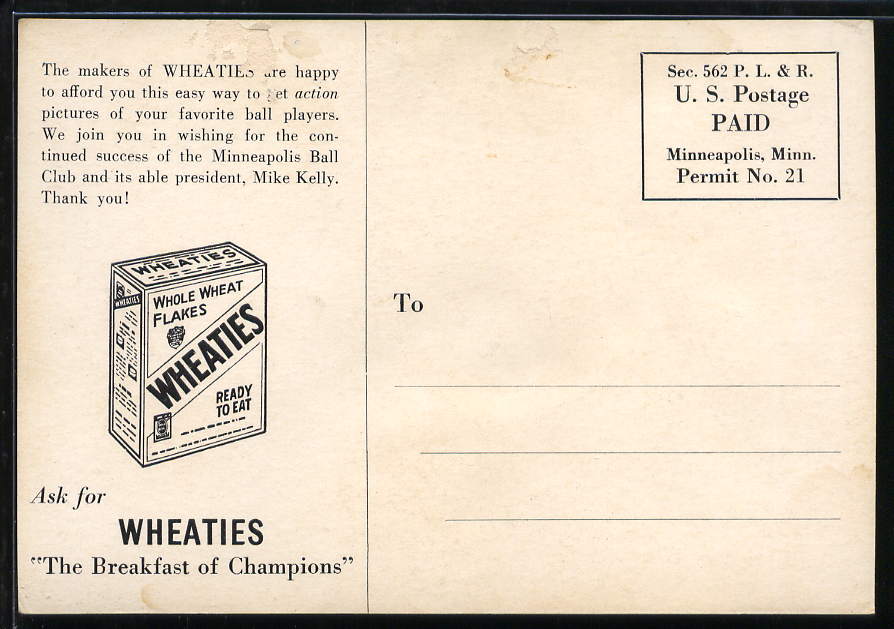 The makers of WHEATIES are happy
to afford you this easy way to get action
pictures of your favorite ball players.
We join you in wishing for the con-
tinued success of the Minneapolis Ball
Club and its able president, Mike Kelly.
Thank you!
WHEATIES
WHEATIES
WHOLE WHEAT
FLAKES
WHEATIES
READY
TO EAT
Ask for
WHEATIES
"The Breakfast of Champions"
Sec. 562 P. L. & R.
U. S. Postage
PAID
Minneapolis, Minn.
Permit No. 21
To